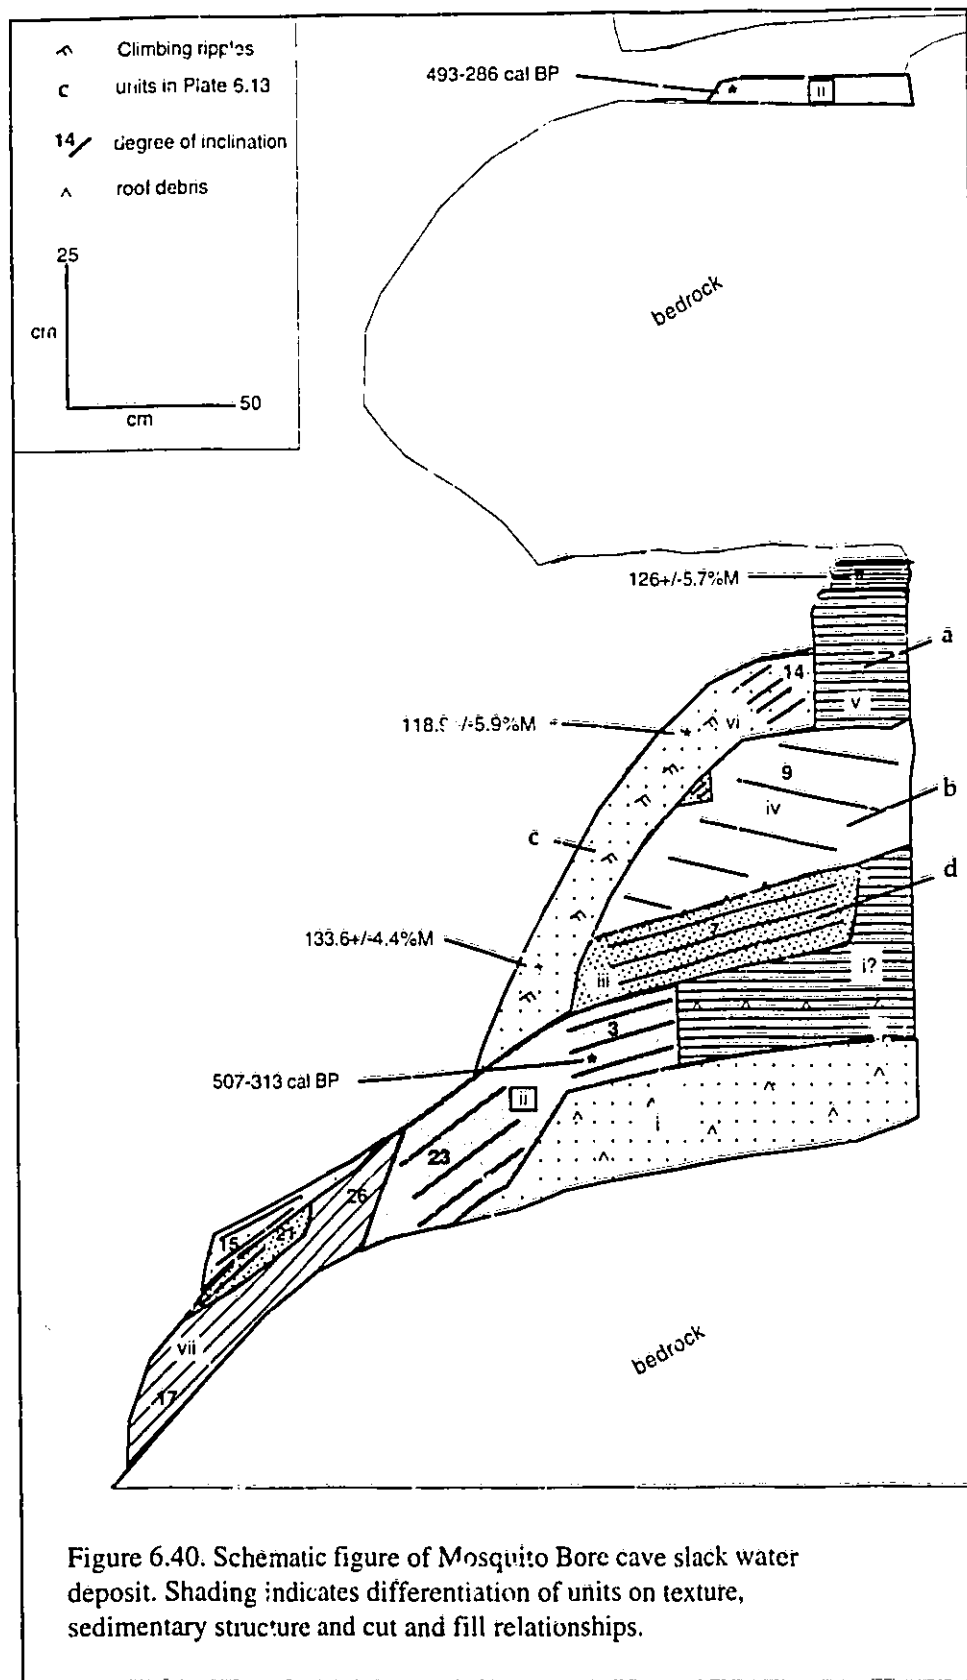 Climbing ripples
c units in Plate 6.13
14 degree of inclination
^ roof debris
25
cm
50
cm
493-286 cal BP
ii
bedrock
126+/-5.7%M
a
14
v
vi
9
b
iv
c
d
7
133.6+/-4.4%M
iii
i?
3
507-313 cal BP
ii
i
23
26
15
21
vii
17
bedrock
Figure 6.40. Schematic figure of Mosquito Bore cave slack water
deposit. Shading indicates differentiation of units on texture,
sedimentary structure and cut and fill relationships.